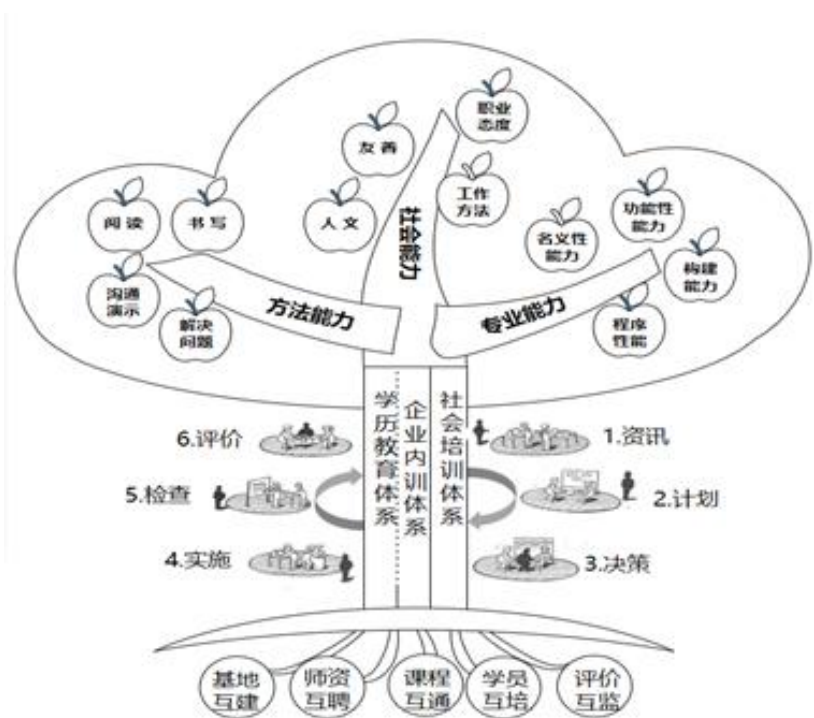 职业
态度
友 善
工作
方法
人 文
社会能力
阅 读
书 写
沟通
演示
解决
问题
方法能力
名义性
能力
功能性
能力
构建
能力
程序
性能
专业能力
学历教育体系
企业内训体系
社会培训体系
6.评价
5.检查
4.实施
1.资讯
2.计划
3.决策
基地
互建
师资
互聘
课程
互通
学员
互培
评价
互监